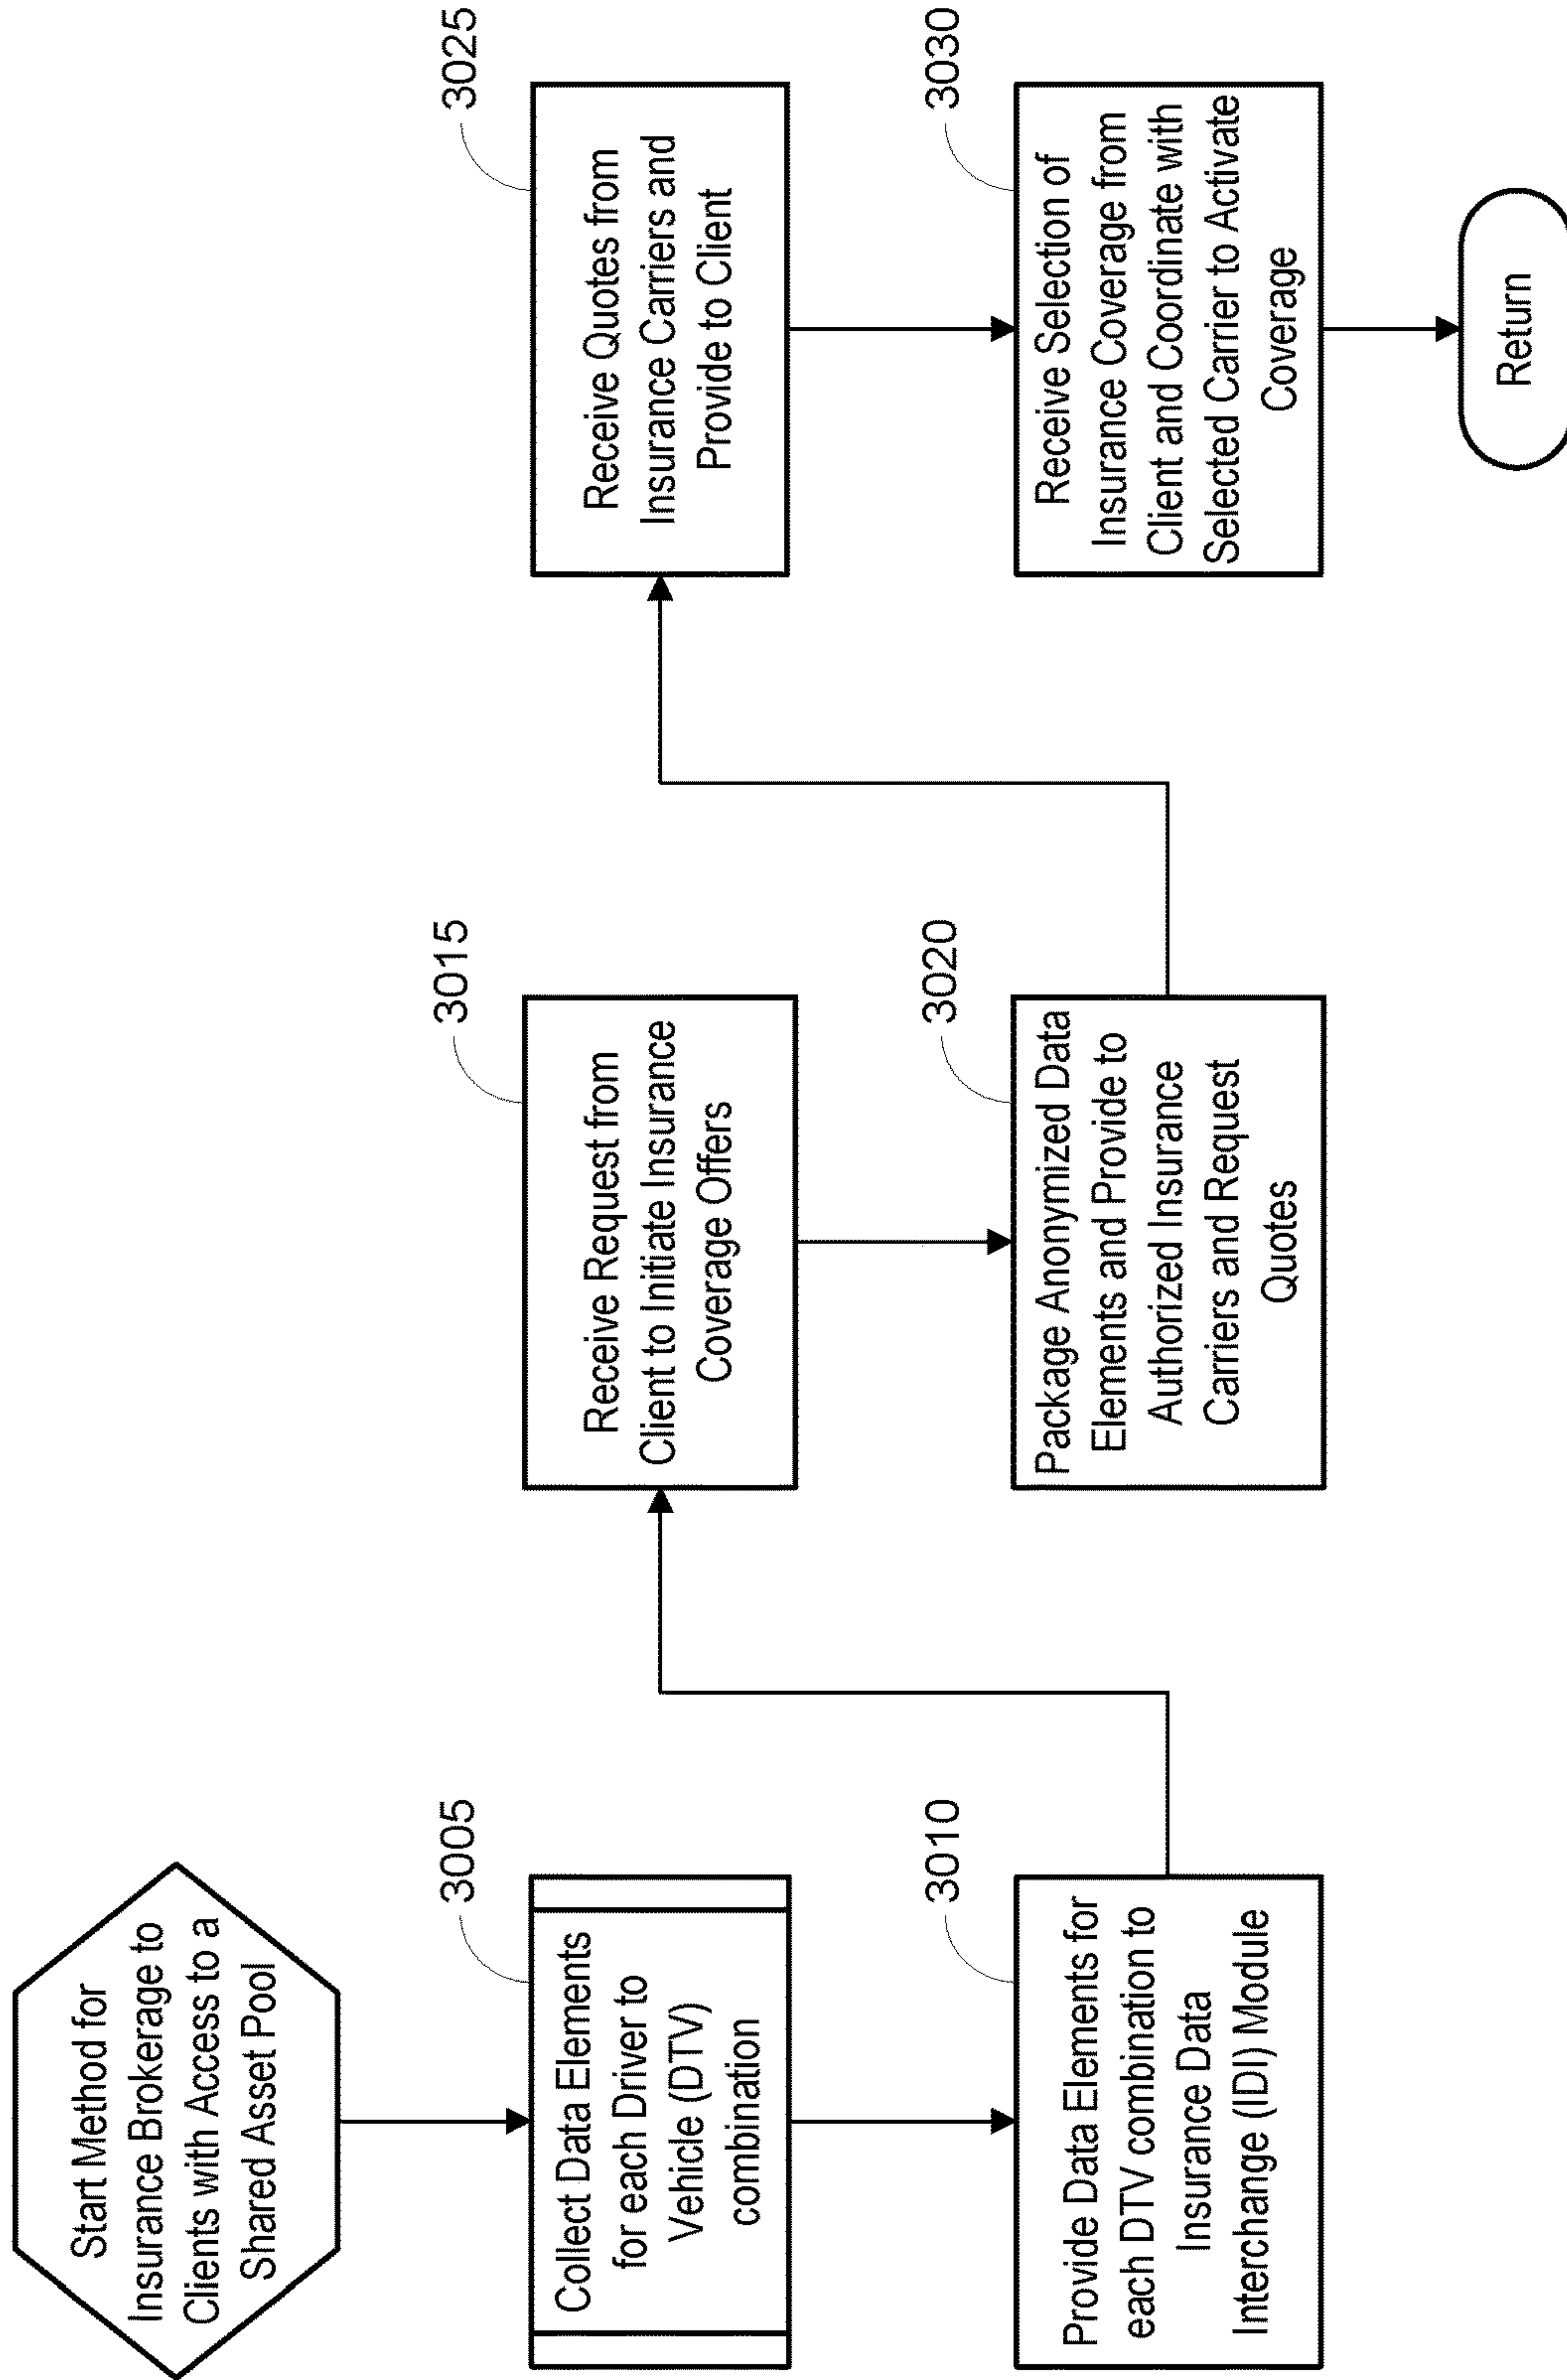 Start Method for
Insurance Brokerage to
Clients with Access to a
Shared Asset Pool
3005
Collect Data Elements
for each Driver to
Vehicle (DTV)
combination
3010
Provide Data Elements for
each DTV combination to
Insurance Data
Interchange (IDI) Module
3015
Receive Request from
Client to Initiate Insurance
Coverage Offers
3020
Package Anonymized Data
Elements and Provide to
Authorized Insurance
Carriers and Request
Quotes
3025
Receive Quotes from
Insurance Carriers and
Provide to Client
3030
Receive Selection of
Insurance Coverage from
Client and Coordinate with
Selected Carrier to Activate
Coverage
Return